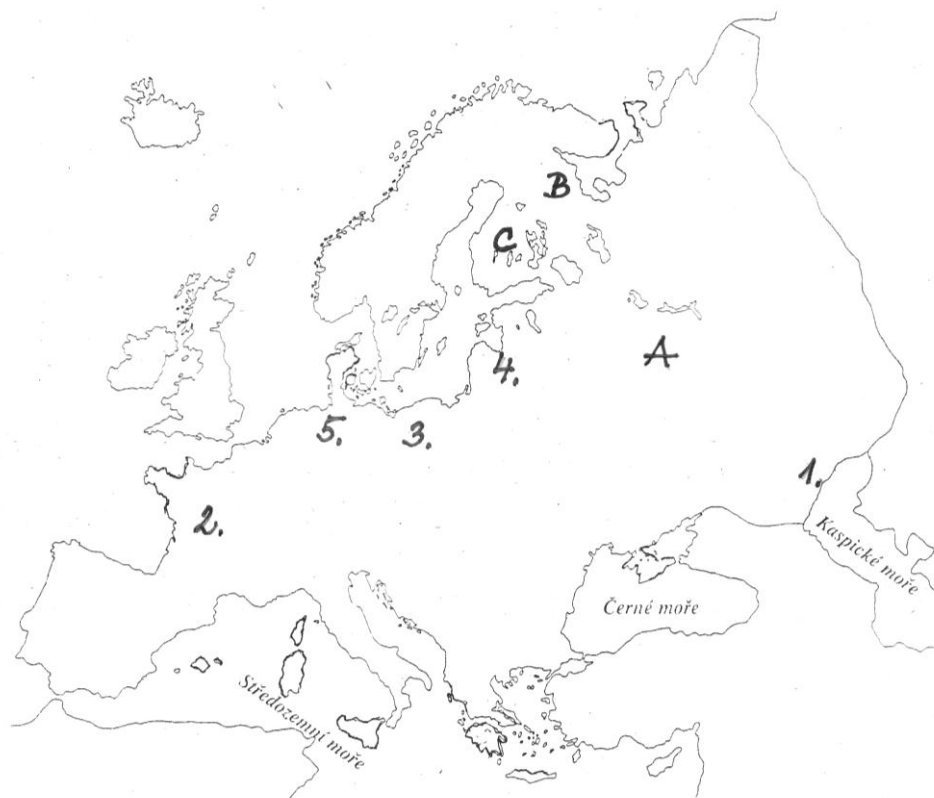 B
C
A
4.
5.
3.
1.
2.
Kaspické moře
Černé moře
Středozemní moře